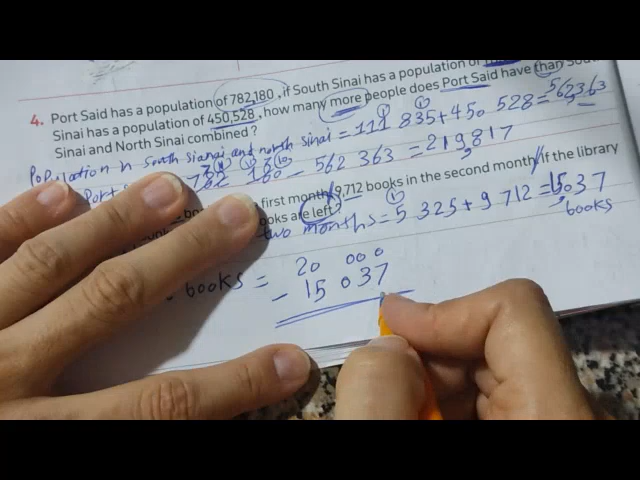 4. Port Said has a population of 782,180 , if South Sinai has a population of
Sinai has a population of 450,528 , how many more people does Port Said have than South
Sinai and North Sinai combined ?
population in south sianai and north sinai = 111 835 + 450 528 = 562,363
180 - 562 363 = 219,817
first month, 9,712 books in the second month, If the library
are left ?
two months = 5 325 + 9 712 = 15,037
books
books = 20 000
- 15 037